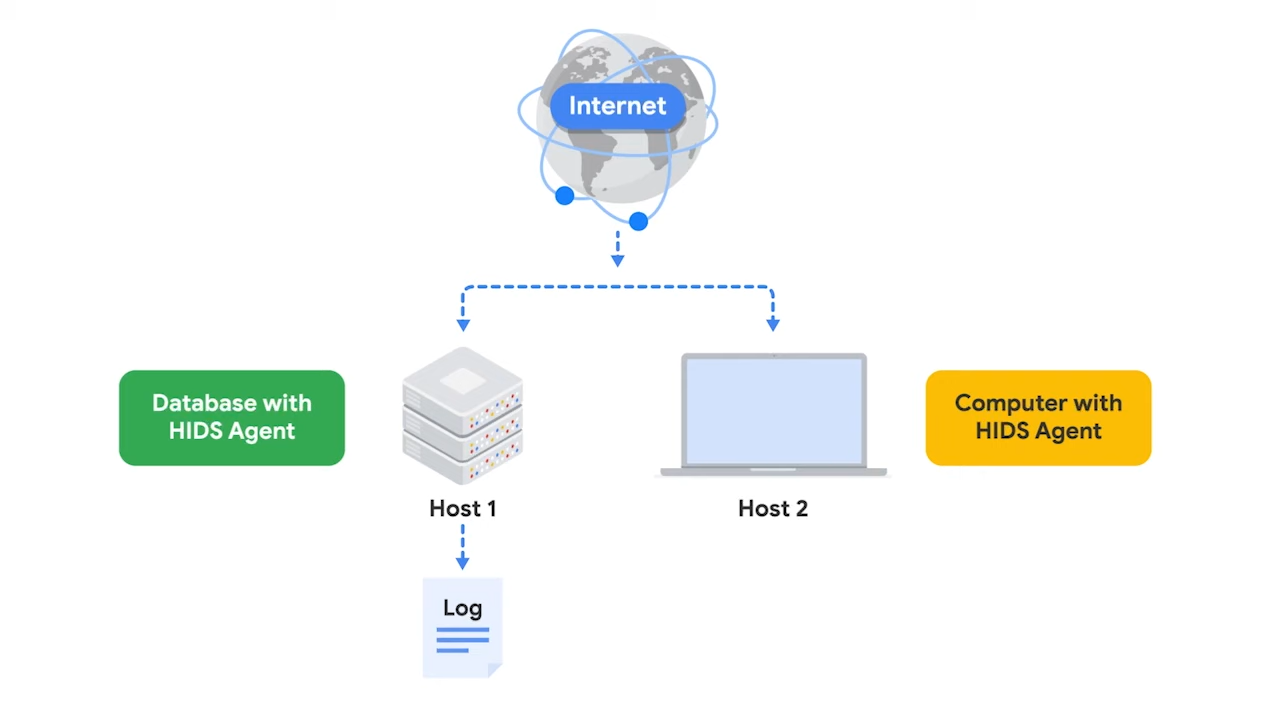 Internet
Database with
HIDS Agent
Computer with
HIDS Agent
Host 1
Host 2
Log